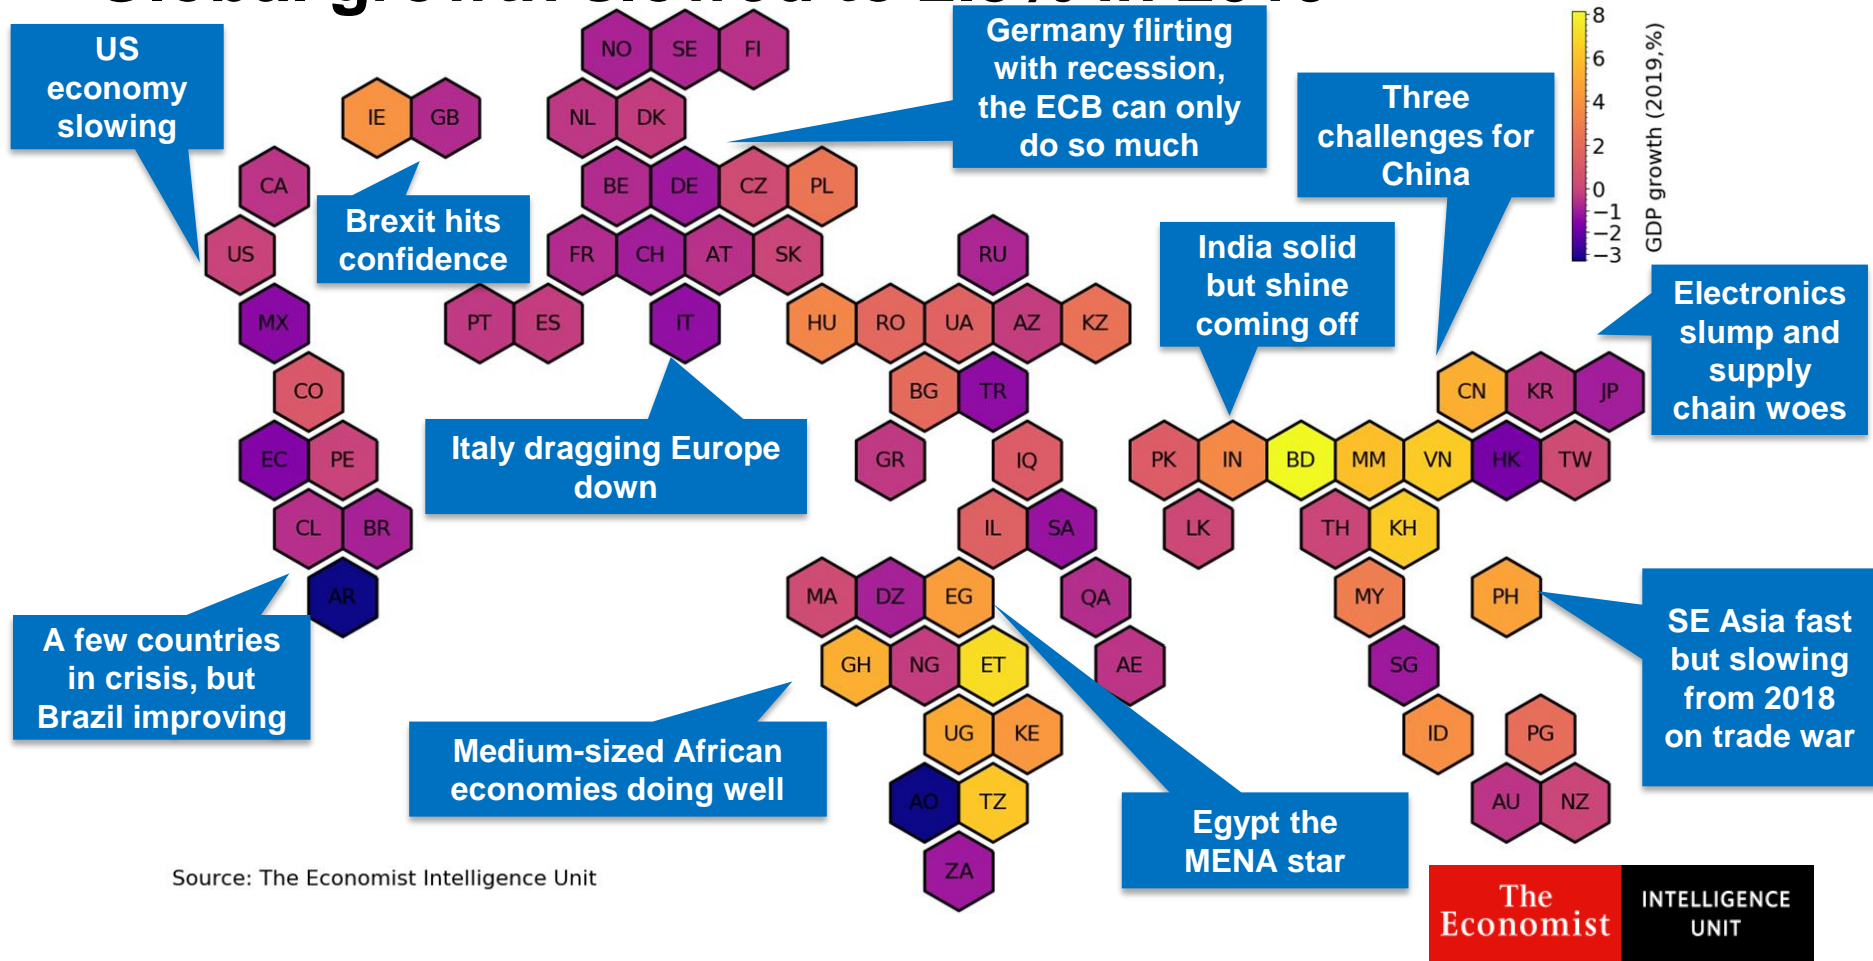 Global growth slowed to in
US
economy
slowing
Germany flirting
with recession,
the ECB can only
do so much
Three
challenges for
China
Brexit hits
confidence
India solid
but shine
coming off
Electronics
slump and
supply
chain woes
Italy dragging Europe
down
A few countries
in crisis, but
Brazil improving
Medium-sized African
economies doing well
Egypt the
MENA star
SE Asia fast
but slowing
from 2018
on trade war
NO SE FI
IE GB NL DK
CA BE DE CZ PL
US FR CH AT SK RU
MX PT ES IT HU RO UA AZ KZ
CO BG TR CN KR JP
EC PE GR IQ PK IN BD MM VN HK TW
CL BR IL SA LK TH KH
AR MA DZ EG QA MY PH
GH NG ET AE SG
UG KE ID PG
AO TZ AU NZ
ZA
8
6
4
2
0
−1
−2
−3
GDP growth (2019,%)
Source: The Economist Intelligence Unit
The
Economist
INTELLIGENCE
UNIT